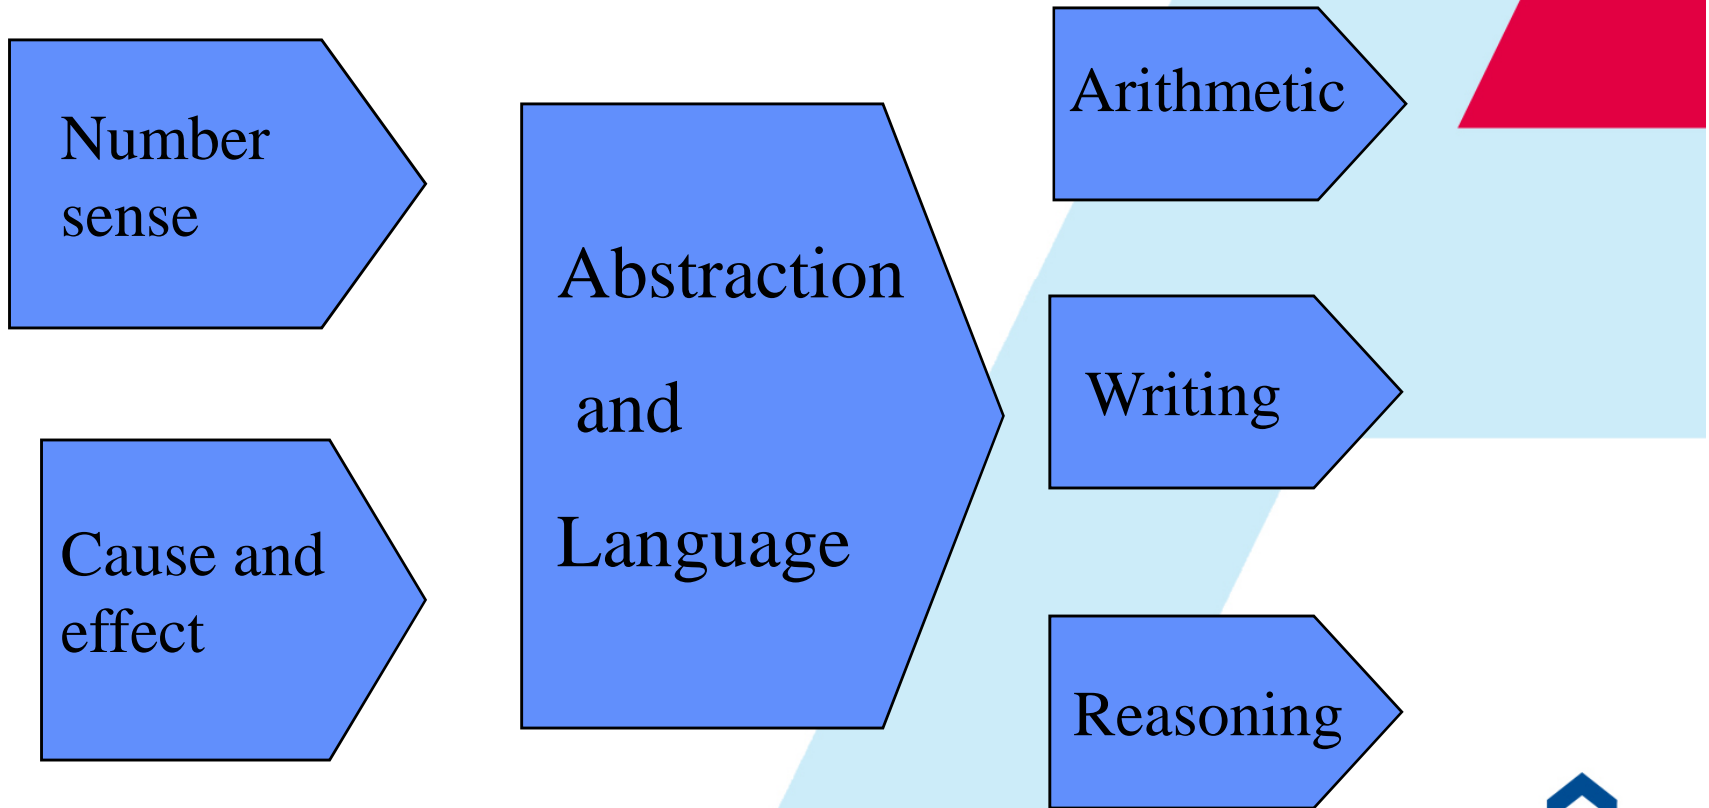 Number
sense
Cause and
effect
Abstraction
and
Language
Arithmetic
Writing
Reasoning